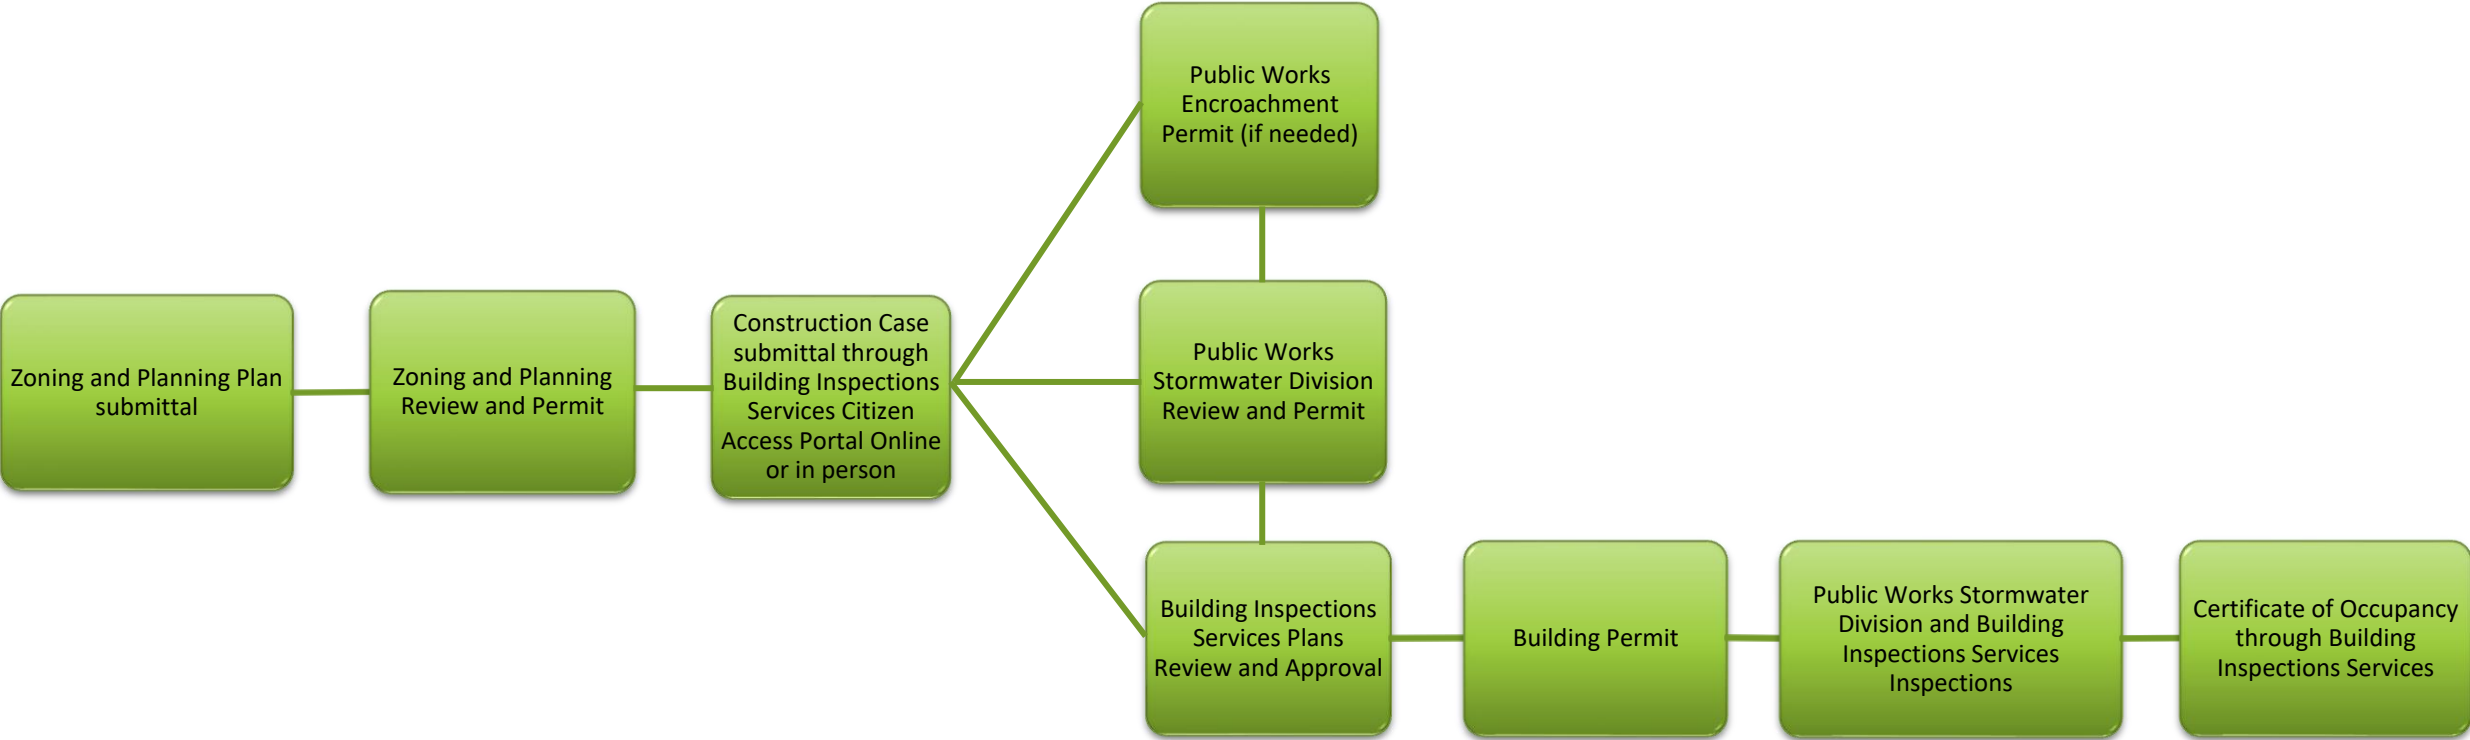 Zoning and Planning Plan
submittal
Zoning and Planning
Review and Permit
Construction Case
submittal through
Building Inspections
Services Citizen
Access Portal Online
or in person
Public Works
Encroachment
Permit (if needed)
Public Works
Stormwater Division
Review and Permit
Building Inspections
Services Plans
Review and Approval
Building Permit
Public Works Stormwater
Division and Building
Inspections Services
Inspections
Certificate of Occupancy
through Building
Inspections Services